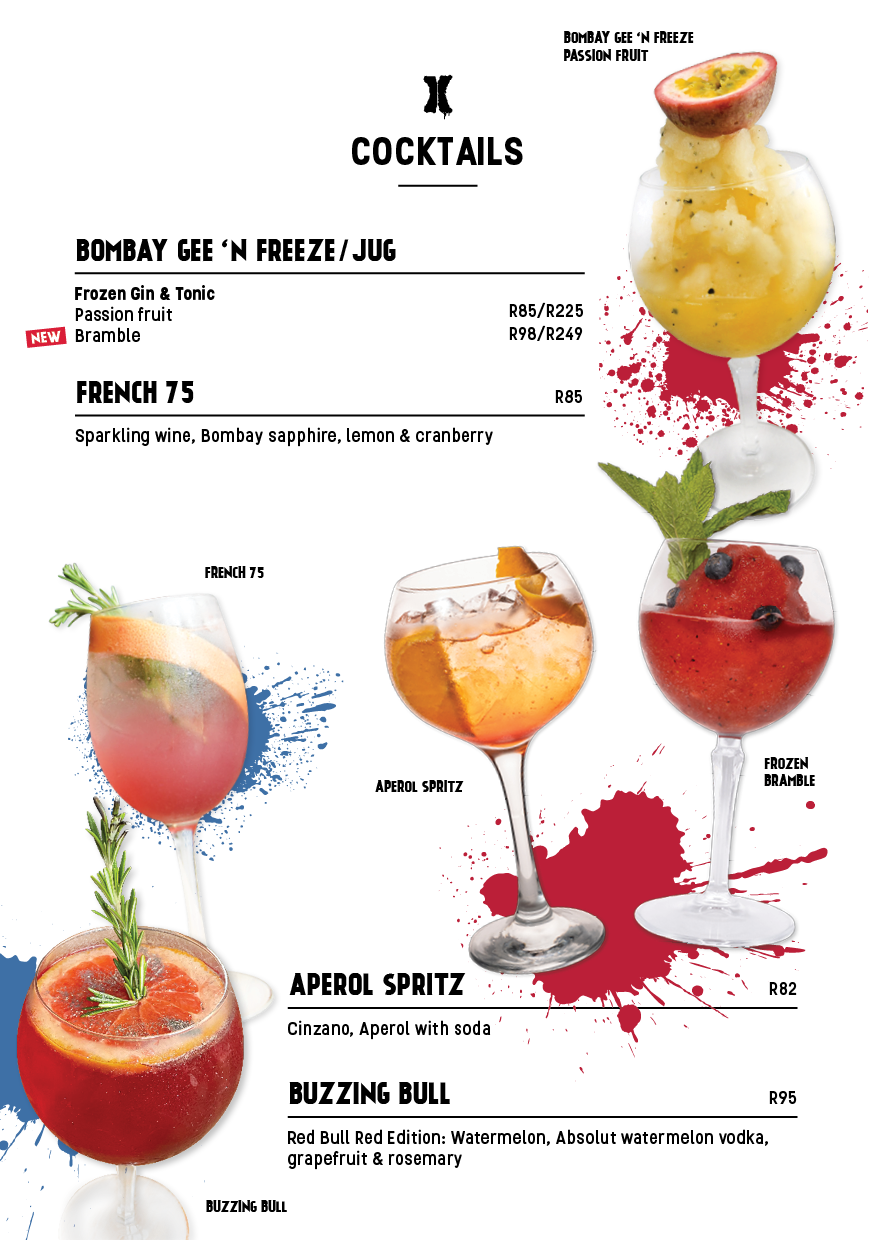 BOMBAY GEE ‘N FREEZE
PASSION FRUIT
COCKTAILS
BOMBAY GEE ‘N FREEZE/JUG
Frozen Gin & Tonic
Passion fruit R85/R225
NEW Bramble R98/R249
FRENCH 75 R85
Sparkling wine, Bombay sapphire, lemon & cranberry
FRENCH 75
APEROL SPRITZ
FROZEN
BRAMBLE
APEROL SPRITZ R82
Cinzano, Aperol with soda
BUZZING BULL R95
Red Bull Red Edition: Watermelon, Absolut watermelon vodka,
grapefruit & rosemary
BUZZING BULL